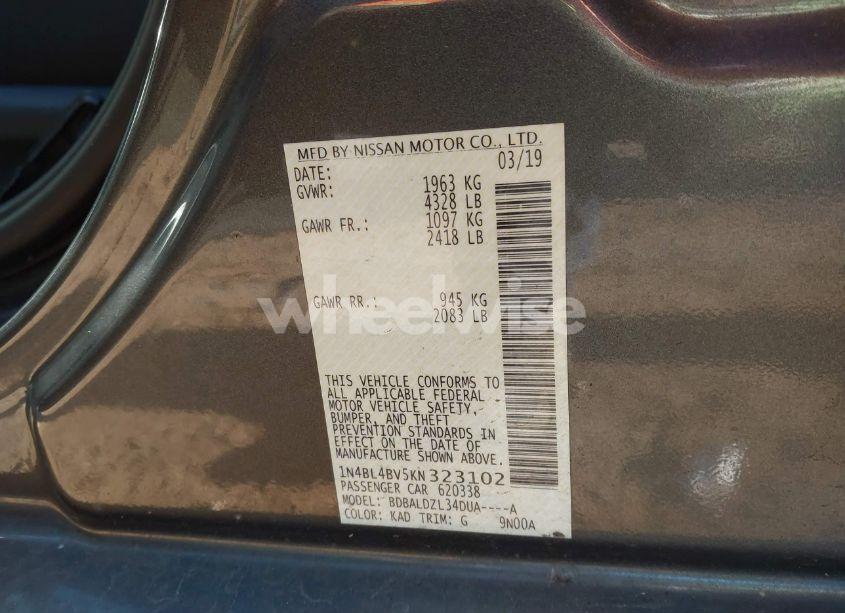 MFD BY NISSAN MOTOR CO., LTD.
DATE: 03/19
GVWR: 1963 KG
4328 LB
GAWR FR.: 1097 KG
2418 LB
GAWR RR.: 945 KG
2083 LB
wheelwise
THIS VEHICLE CONFORMS TO
ALL APPLICABLE FEDERAL
MOTOR VEHICLE SAFETY,
BUMPER, AND THEFT
PREVENTION STANDARDS IN
EFFECT ON THE DATE OF
MANUFACTURE SHOWN ABOVE.
1N4BL4BV5KN323102
PASSENGER CAR 620338
MODEL: BDBALDZL34DUA----A
COLOR: KAD TRIM: G 9N00A